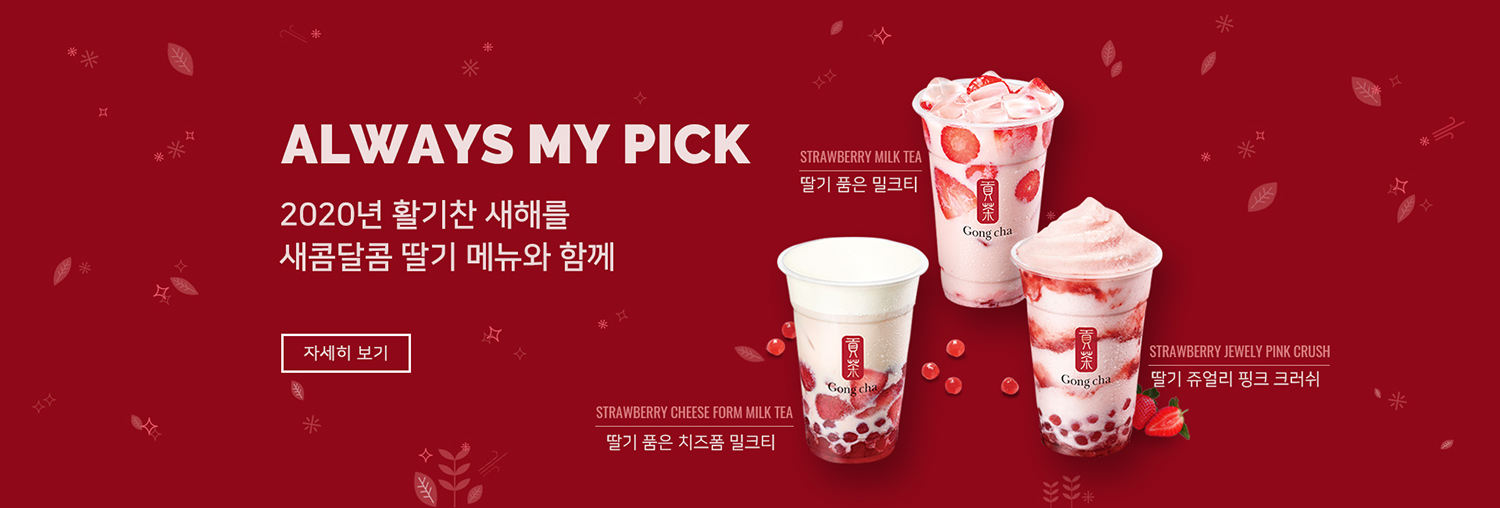 ALWAYS MY PICK
2020년 활기찬 새해를
새콤달콤 딸기 메뉴와 함께
자세히 보기
STRAWBERRY MILK TEA
딸기 품은 밀크티
貢茶
Gong cha
STRAWBERRY CHEESE FORM MILK TEA
딸기 품은 치즈폼 밀크티
貢茶
Gong cha
STRAWBERRY JEWELY PINK CRUSH
딸기 쥬얼리 핑크 크러쉬
貢茶
Gong cha